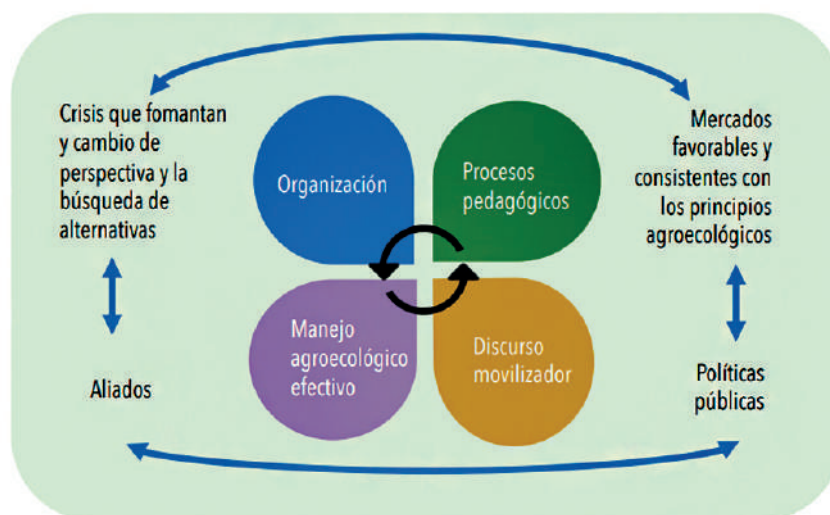 Crisis que fomantan
y cambio de
perspectiva y la
búsqueda de
alternativas
Aliados
Organización
Procesos
pedagógicos
Manejo
agroecológico
efectivo
Discurso
movilizador
Mercados
favorables y
consistentes con
los principios
agroecológicos
Políticas
públicas